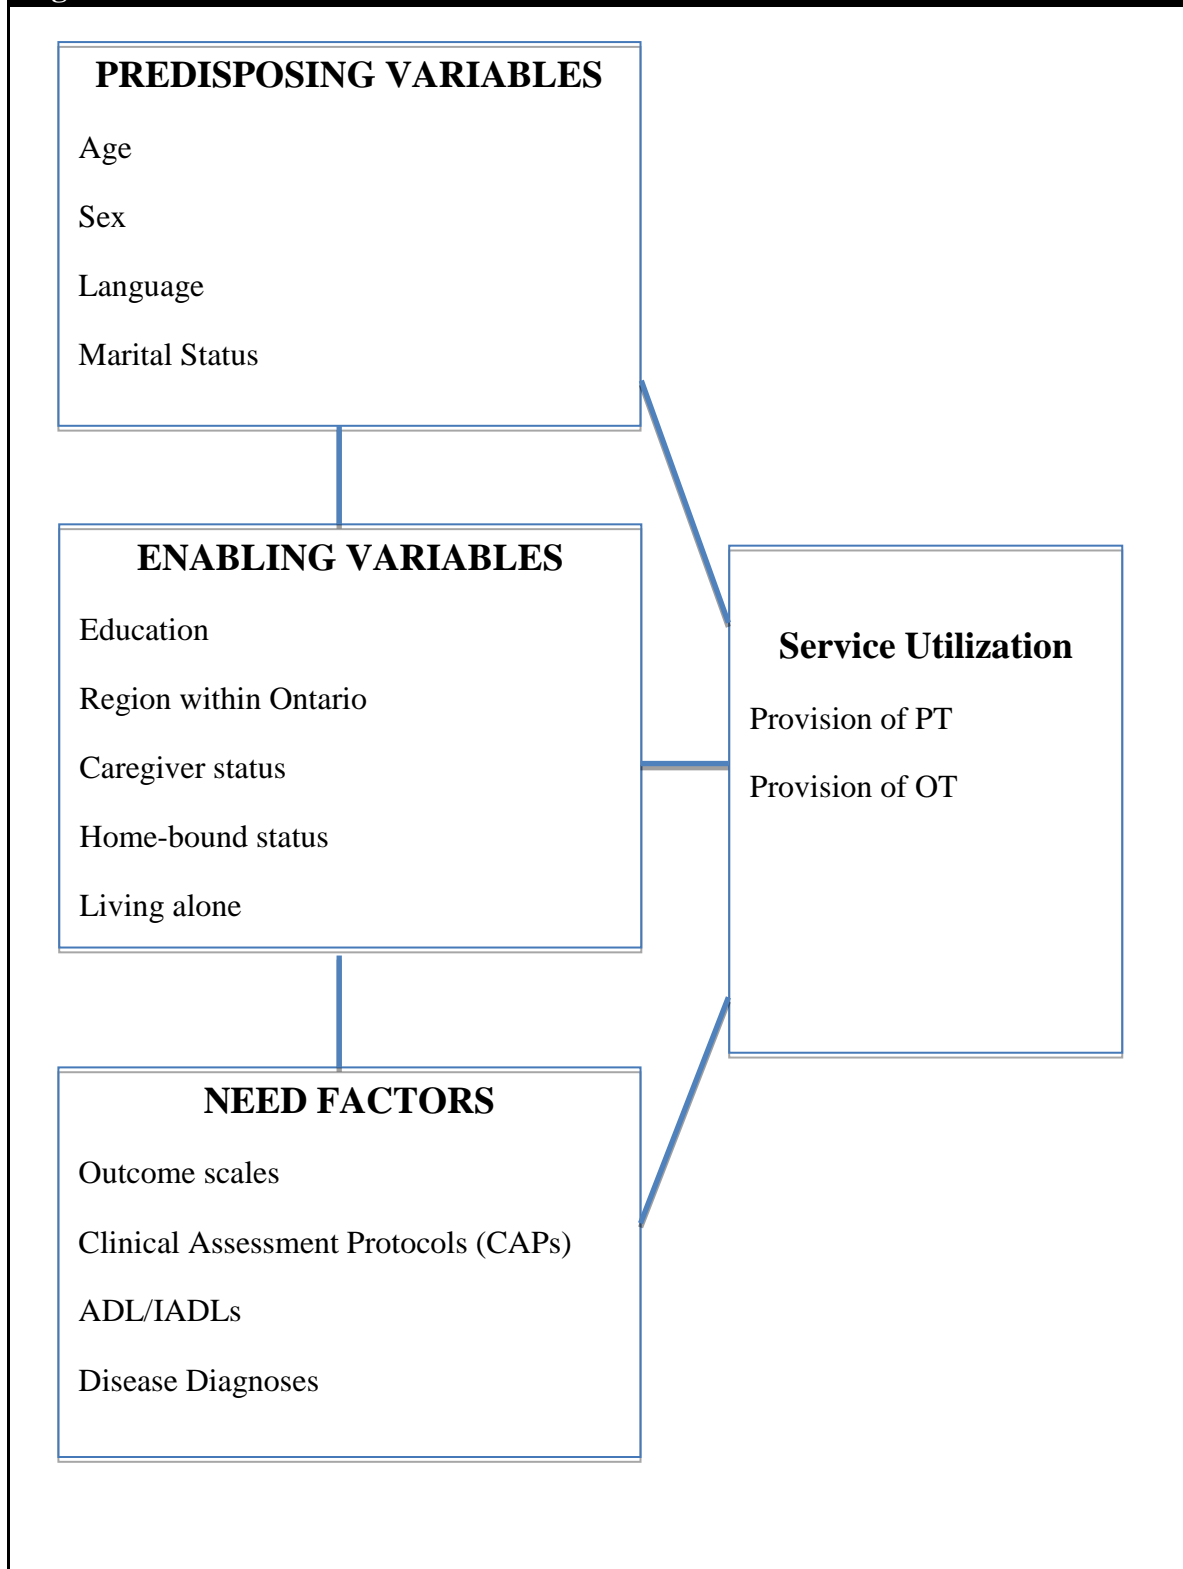 PREDISPOSING VARIABLES
Age
Sex
Language
Marital Status
ENABLING VARIABLES
Education
Region within Ontario
Caregiver status
Home-bound status
Living alone
Service Utilization
Provision of PT
Provision of OT
NEED FACTORS
Outcome scales
Clinical Assessment Protocols (CAPs)
ADL/IADLs
Disease Diagnoses